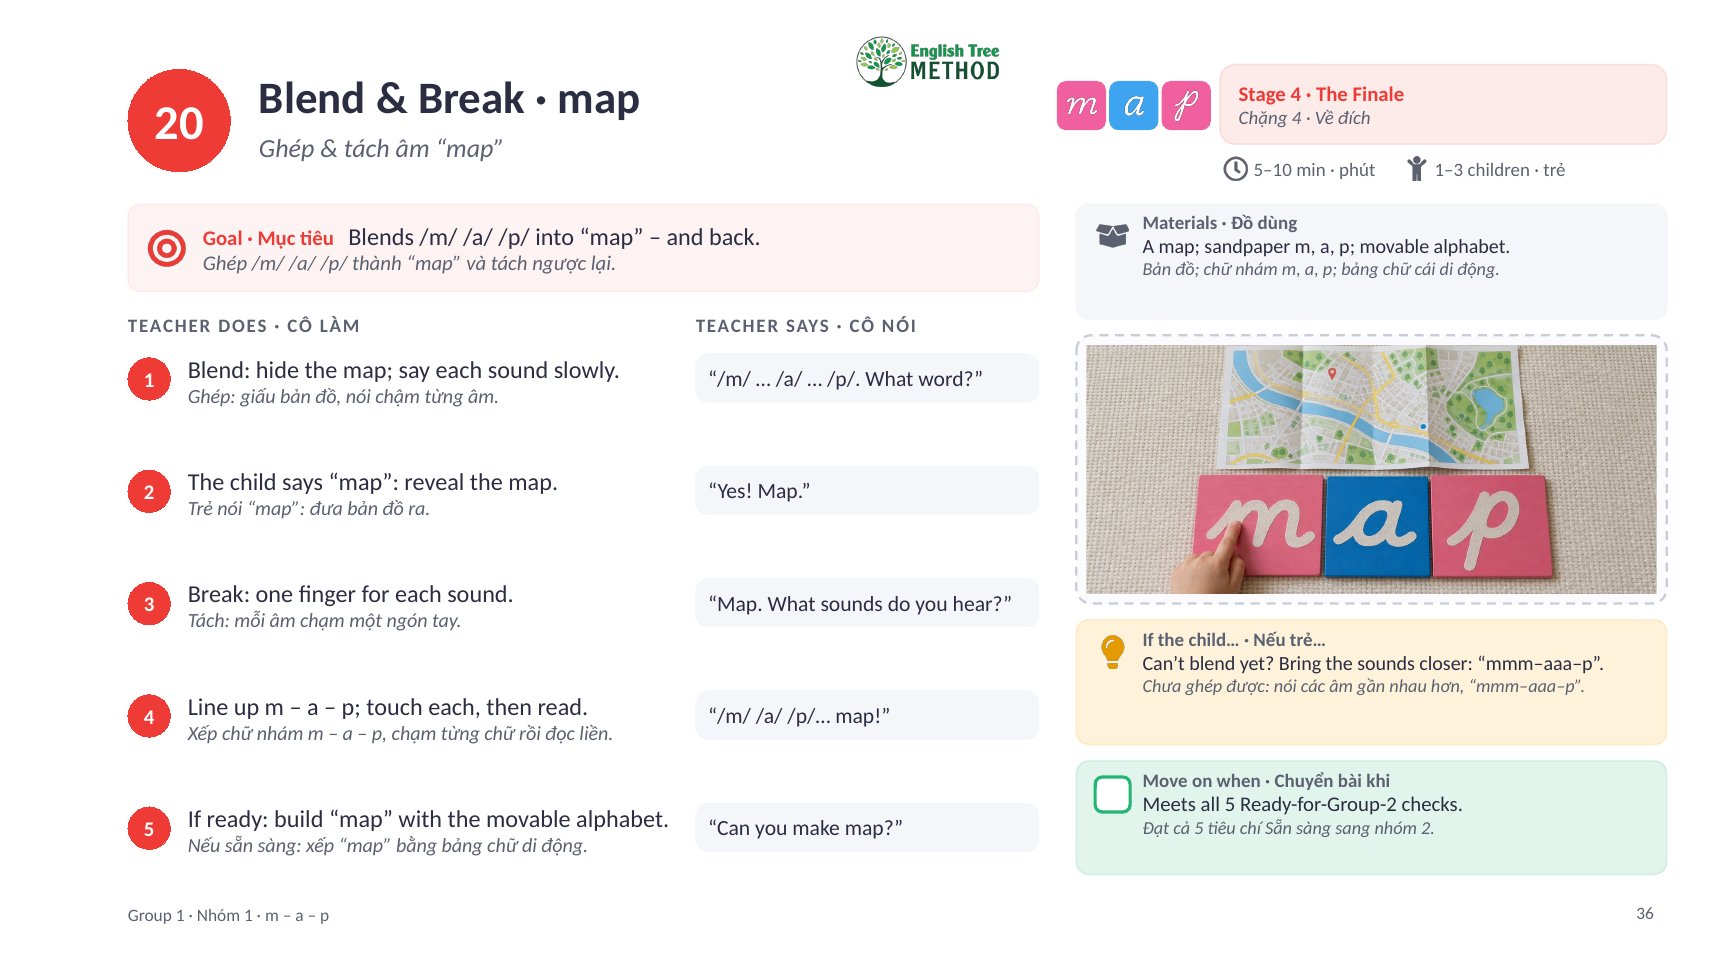 English Tree
METHOD
20
Blend & Break · map
Ghép & tách âm “map”
m a p
Stage 4 · The Finale
Chặng 4 · Về đích
5–10 min · phút
1–3 children · trẻ
Goal · Mục tiêu Blends /m/ /a/ /p/ into “map” – and back.
Ghép /m/ /a/ /p/ thành “map” và tách ngược lại.
TEACHER DOES · CÔ LÀM
TEACHER SAYS · CÔ NÓI
1
Blend: hide the map; say each sound slowly.
Ghép: giấu bản đồ, nói chậm từng âm.
“/m/ … /a/ … /p/. What word?”
2
The child says “map”: reveal the map.
Trẻ nói “map”: đưa bản đồ ra.
“Yes! Map.”
3
Break: one finger for each sound.
Tách: mỗi âm chạm một ngón tay.
“Map. What sounds do you hear?”
4
Line up m – a – p; touch each, then read.
Xếp chữ nhám m – a – p, chạm từng chữ rồi đọc liền.
“/m/ /a/ /p/… map!”
5
If ready: build “map” with the movable alphabet.
Nếu sẵn sàng: xếp “map” bằng bảng chữ di động.
“Can you make map?”
Materials · Đồ dùng
A map; sandpaper m, a, p; movable alphabet.
Bản đồ; chữ nhám m, a, p; bảng chữ cái di động.
m a p
If the child… · Nếu trẻ…
Can’t blend yet? Bring the sounds closer: “mmm–aaa–p”.
Chưa ghép được: nói các âm gần nhau hơn, “mmm–aaa–p”.
Move on when · Chuyển bài khi
Meets all 5 Ready-for-Group-2 checks.
Đạt cả 5 tiêu chí Sẵn sàng sang nhóm 2.
Group 1 · Nhóm 1 · m – a – p
36